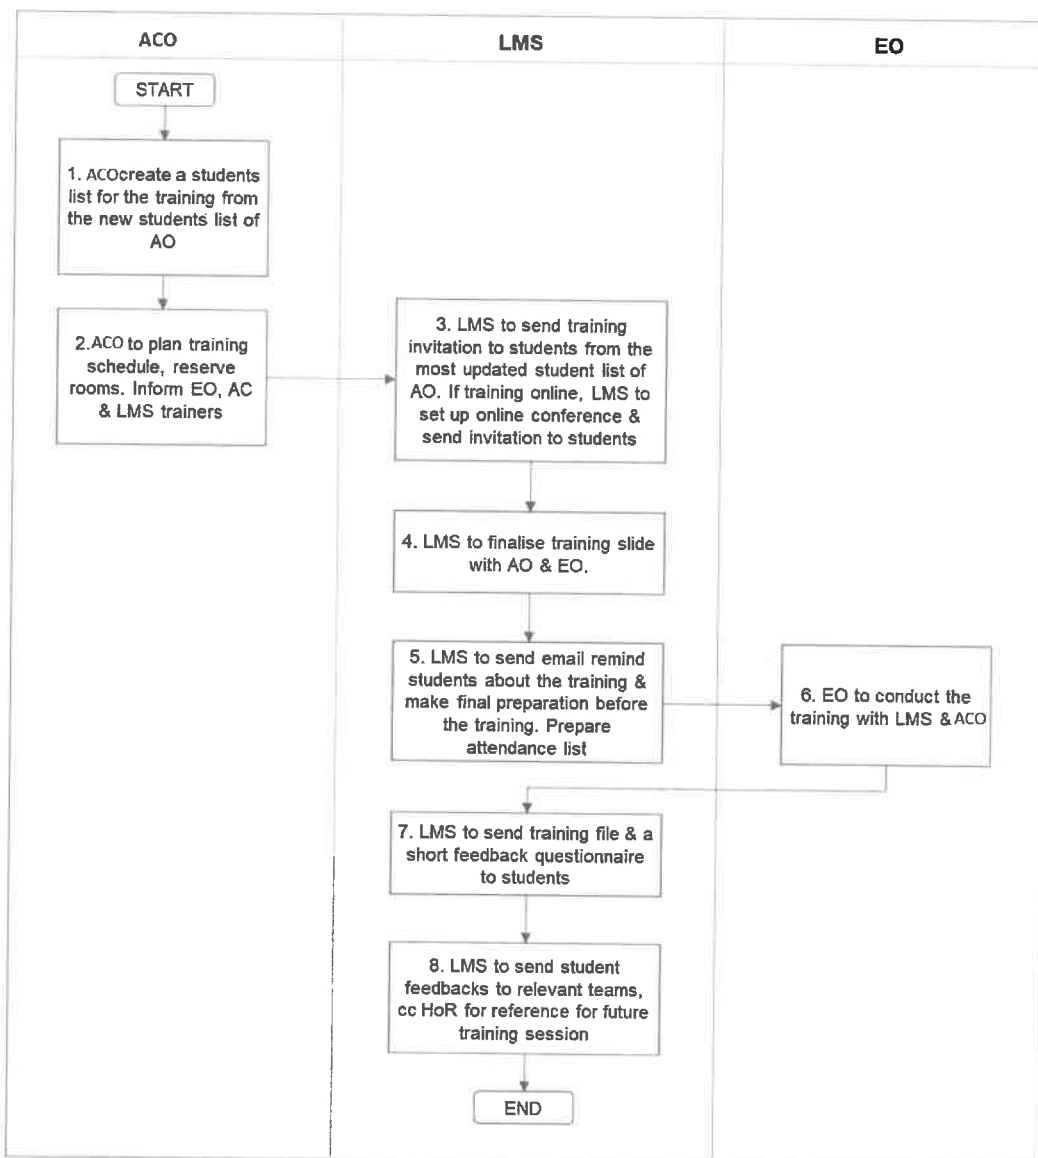 ACO
LMS
EO
START
1. ACOcreate a students
list for the training from
the new students list of
AO
2.ACO to plan training
schedule, reserve
rooms. Inform EO, AC
& LMS trainers
3. LMS to send training
invitation to students from the
most updated student list of
AO. If training online, LMS to
set up online conference &
send invitation to students
4. LMS to finalise training slide
with AO & EO.
5. LMS to send email remind
students about the training &
make final preparation before
the training. Prepare
attendance list
6. EO to conduct the
training with LMS & ACO
7. LMS to send training file & a
short feedback questionnaire
to students
8. LMS to send student
feedbacks to relevant teams,
cc HoR for reference for future
training session
END